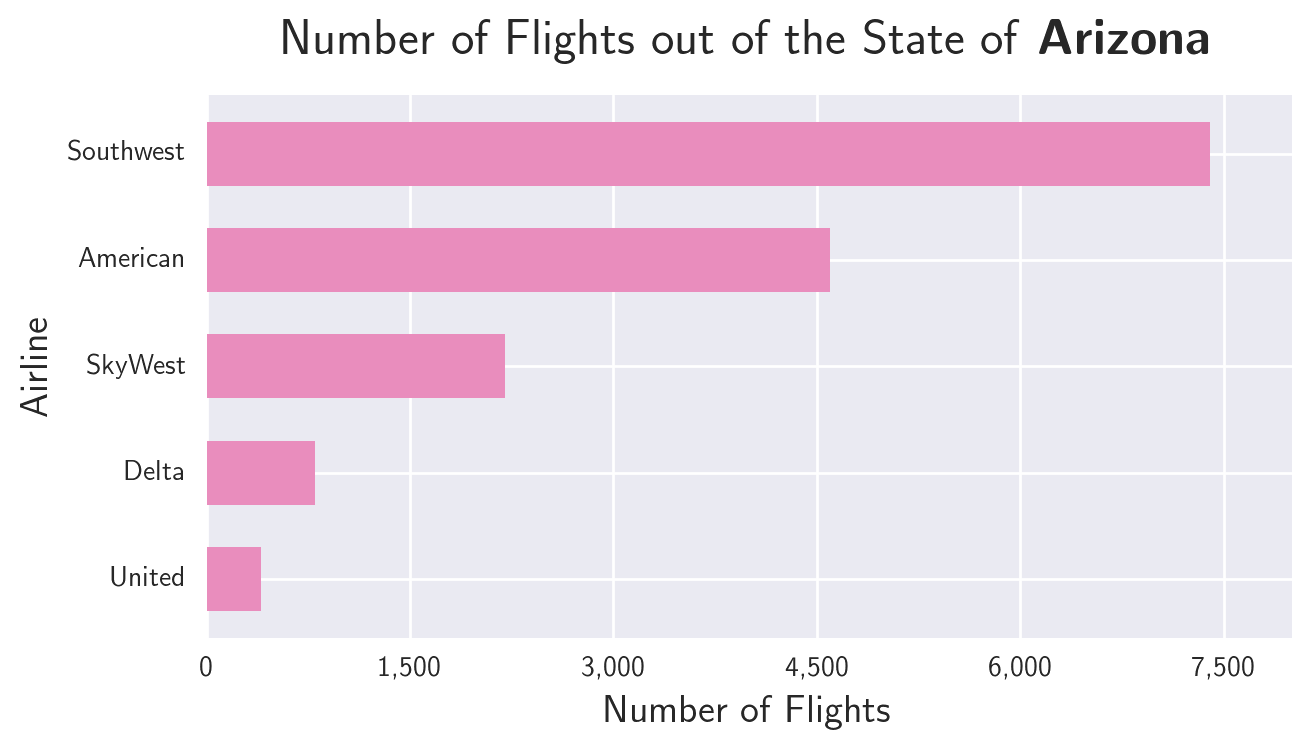 Number of Flights out of the State of Arizona
Southwest
American
SkyWest
Delta
United
Airline
0 1,500 3,000 4,500 6,000 7,500
Number of Flights